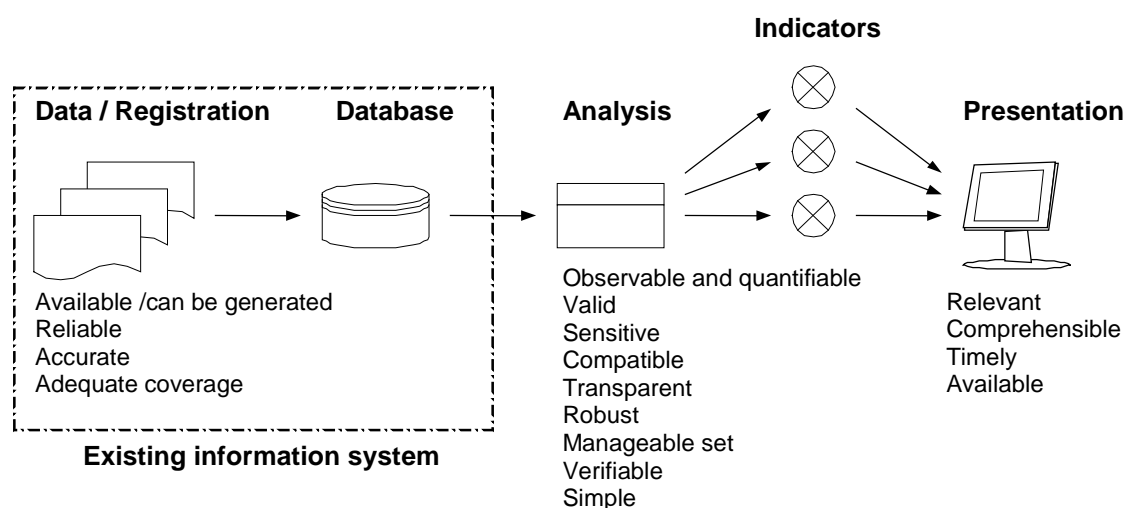 Indicators
Data / Registration
Database
Analysis
Presentation
Available /can be generated
Reliable
Accurate
Adequate coverage
Existing information system
Observable and quantifiable
Valid
Sensitive
Compatible
Transparent
Robust
Manageable set
Verifiable
Simple
Relevant
Comprehensible
Timely
Available